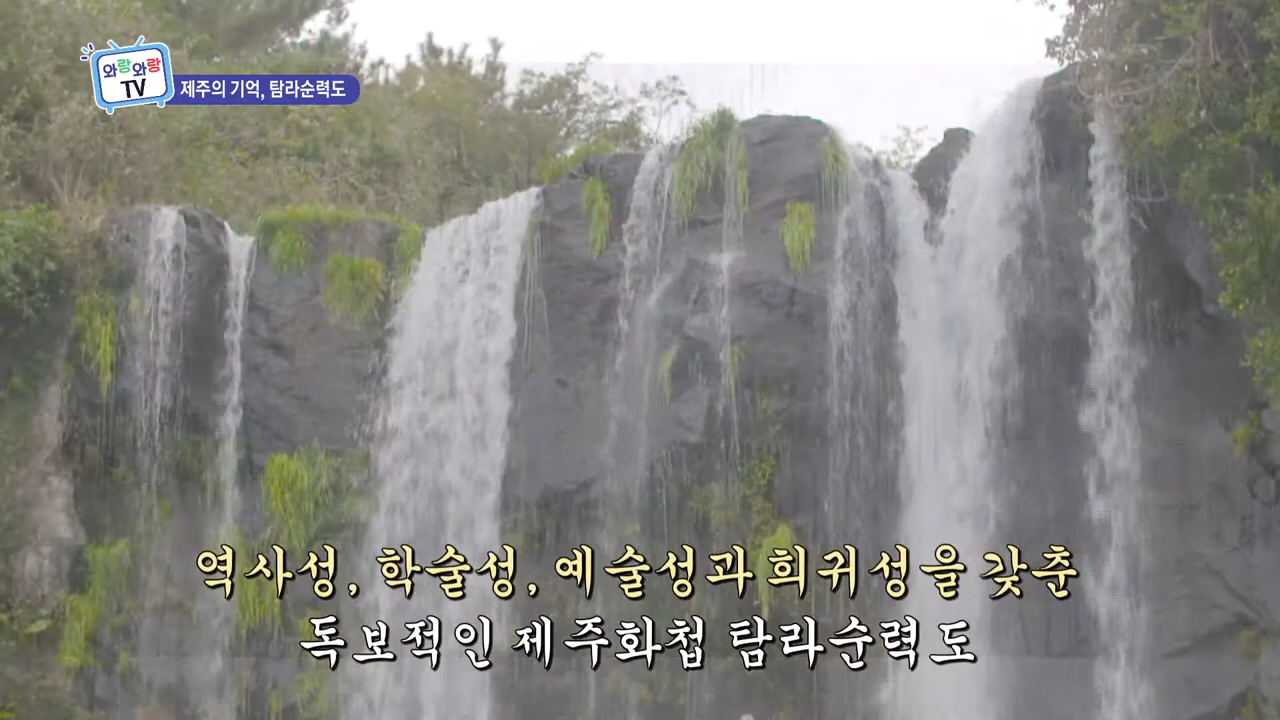 와랑와랑
TV
제주의 기억, 탐라순력도
역사성, 학술성, 예술성과 희귀성을 갖춘
독보적인 제주화첩 탐라순력도